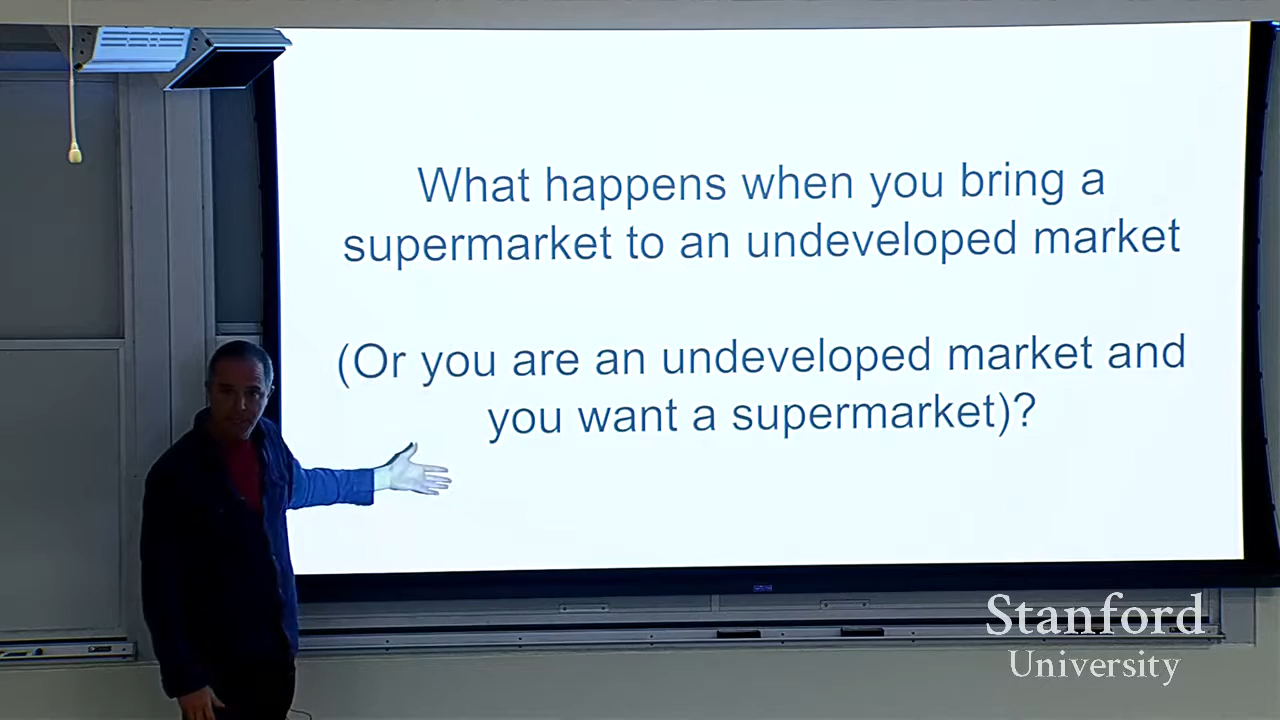 What happens when you bring a
supermarket to an undeveloped market
(Or you are an undeveloped market and
you want a supermarket)?
Stanford
University